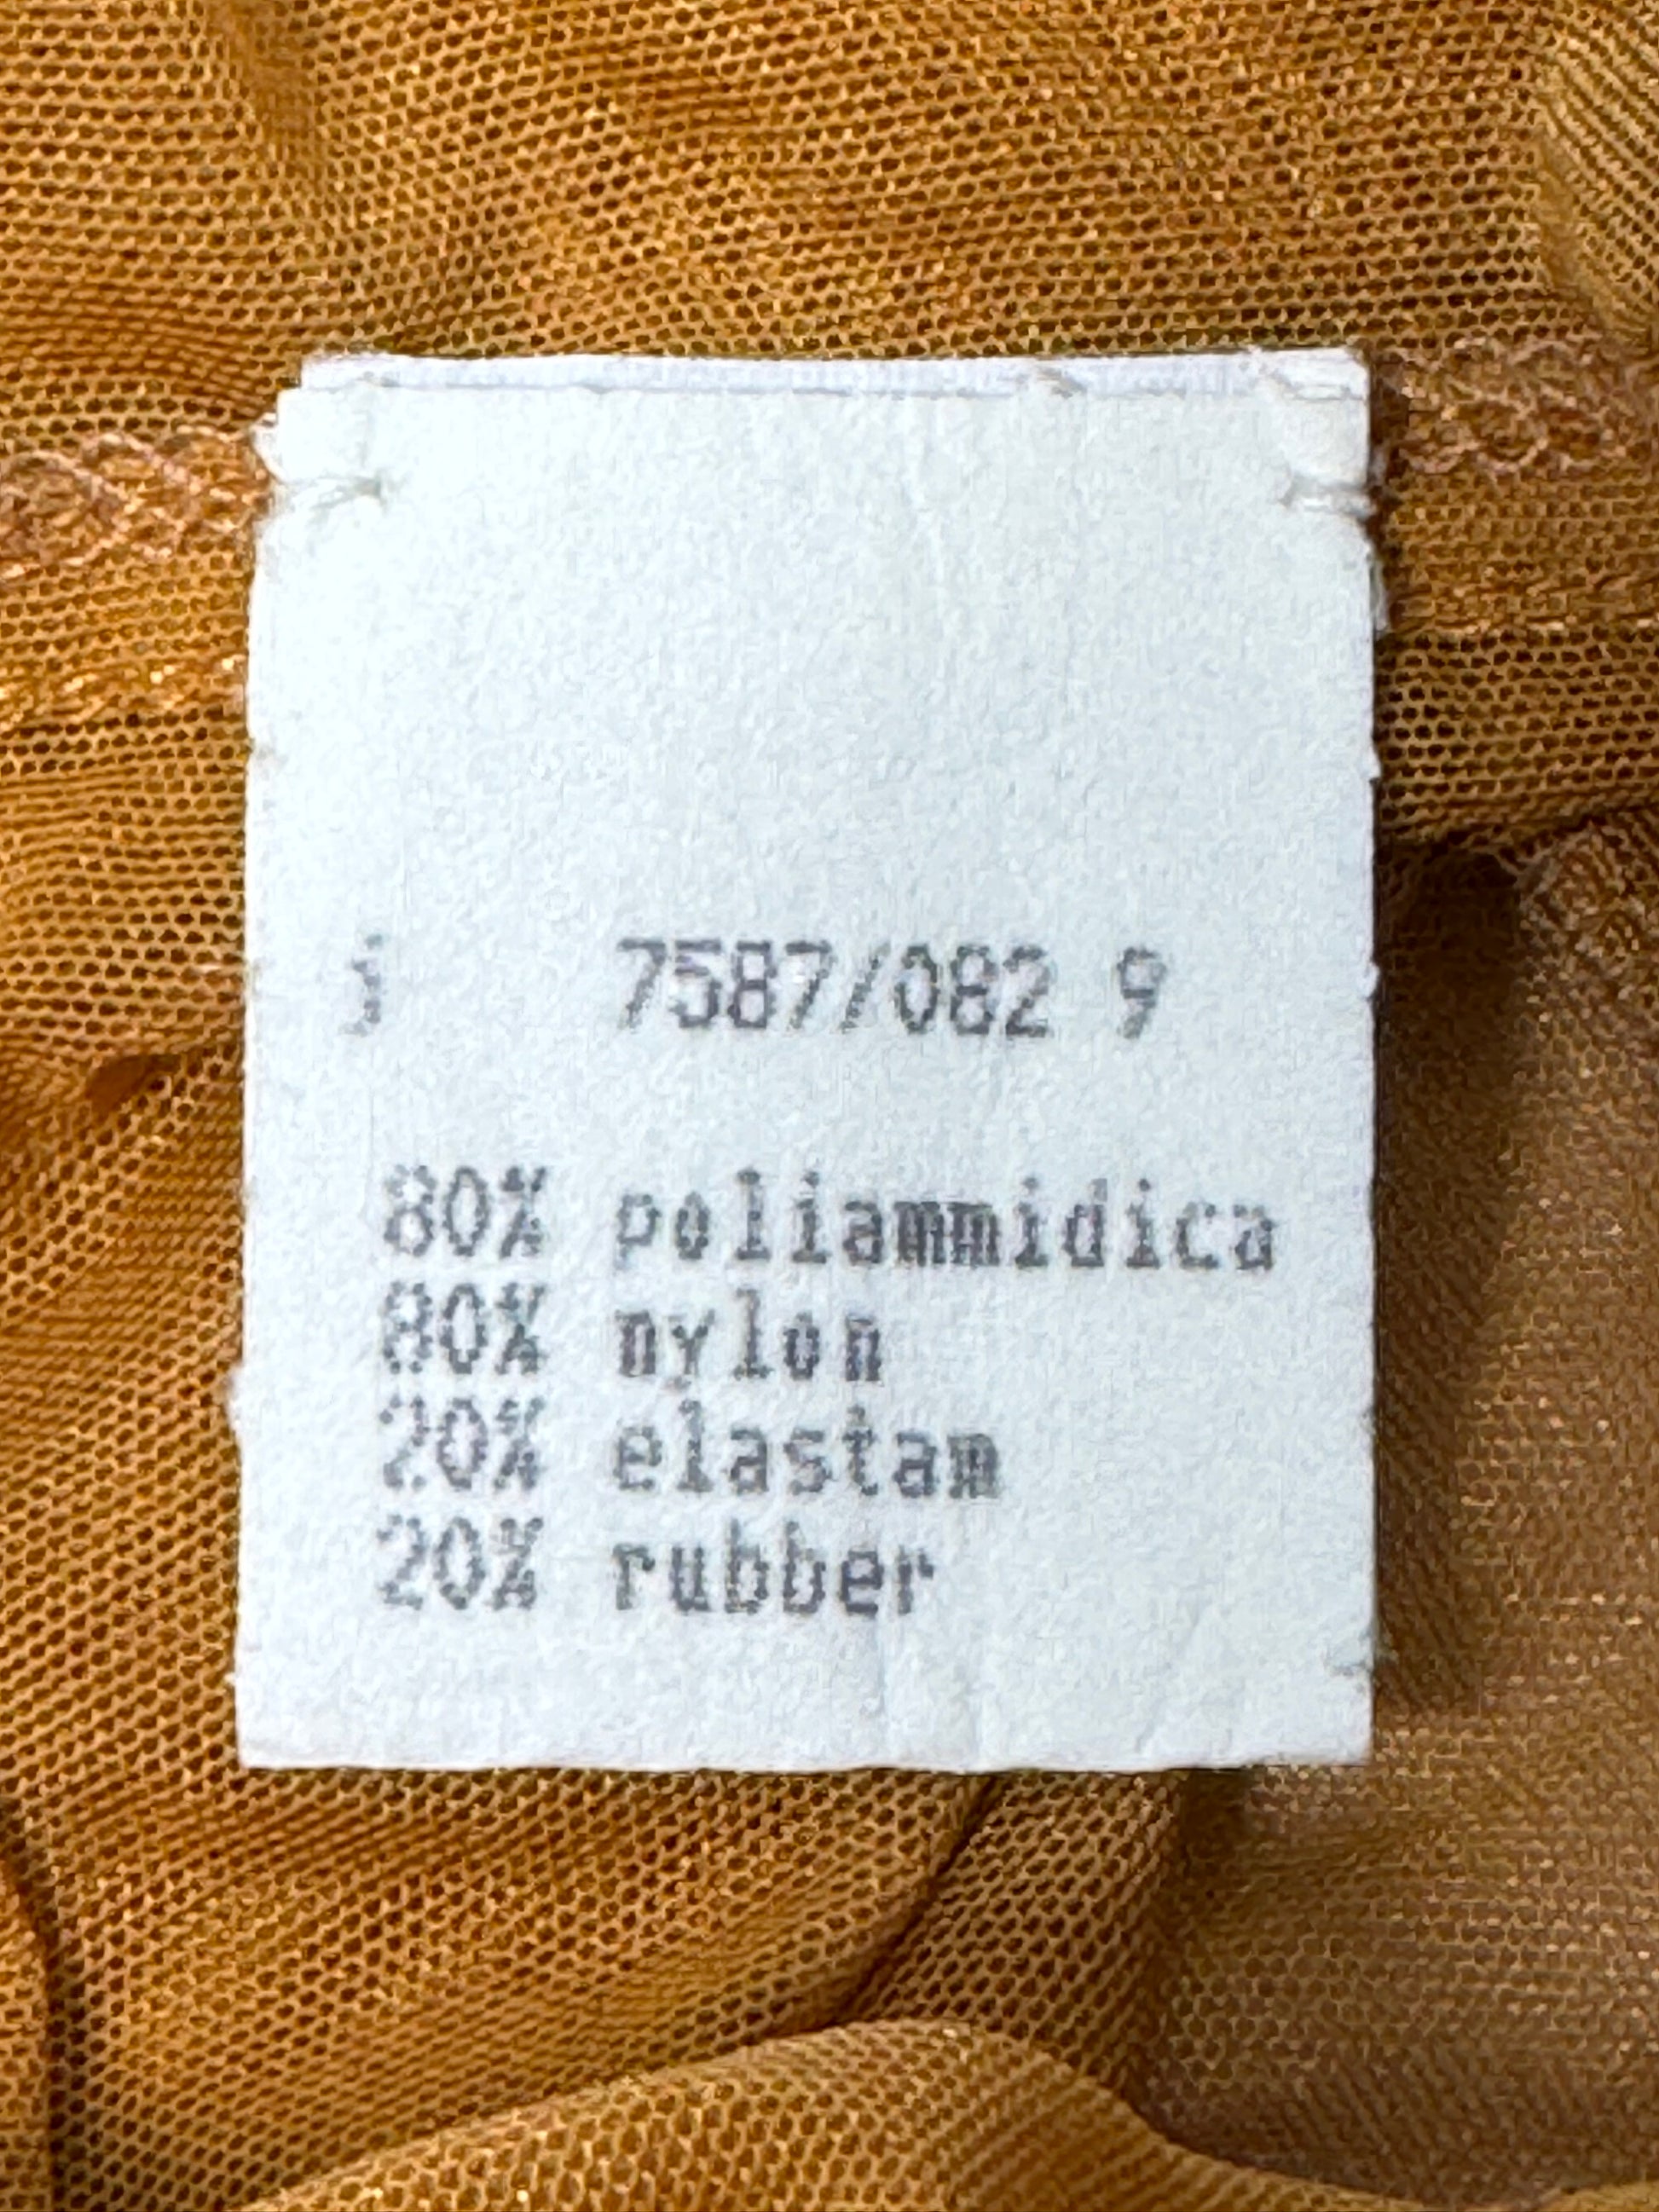 7587/082 9
80% poliammidica
80% nylon
20% elastam
20% rubber